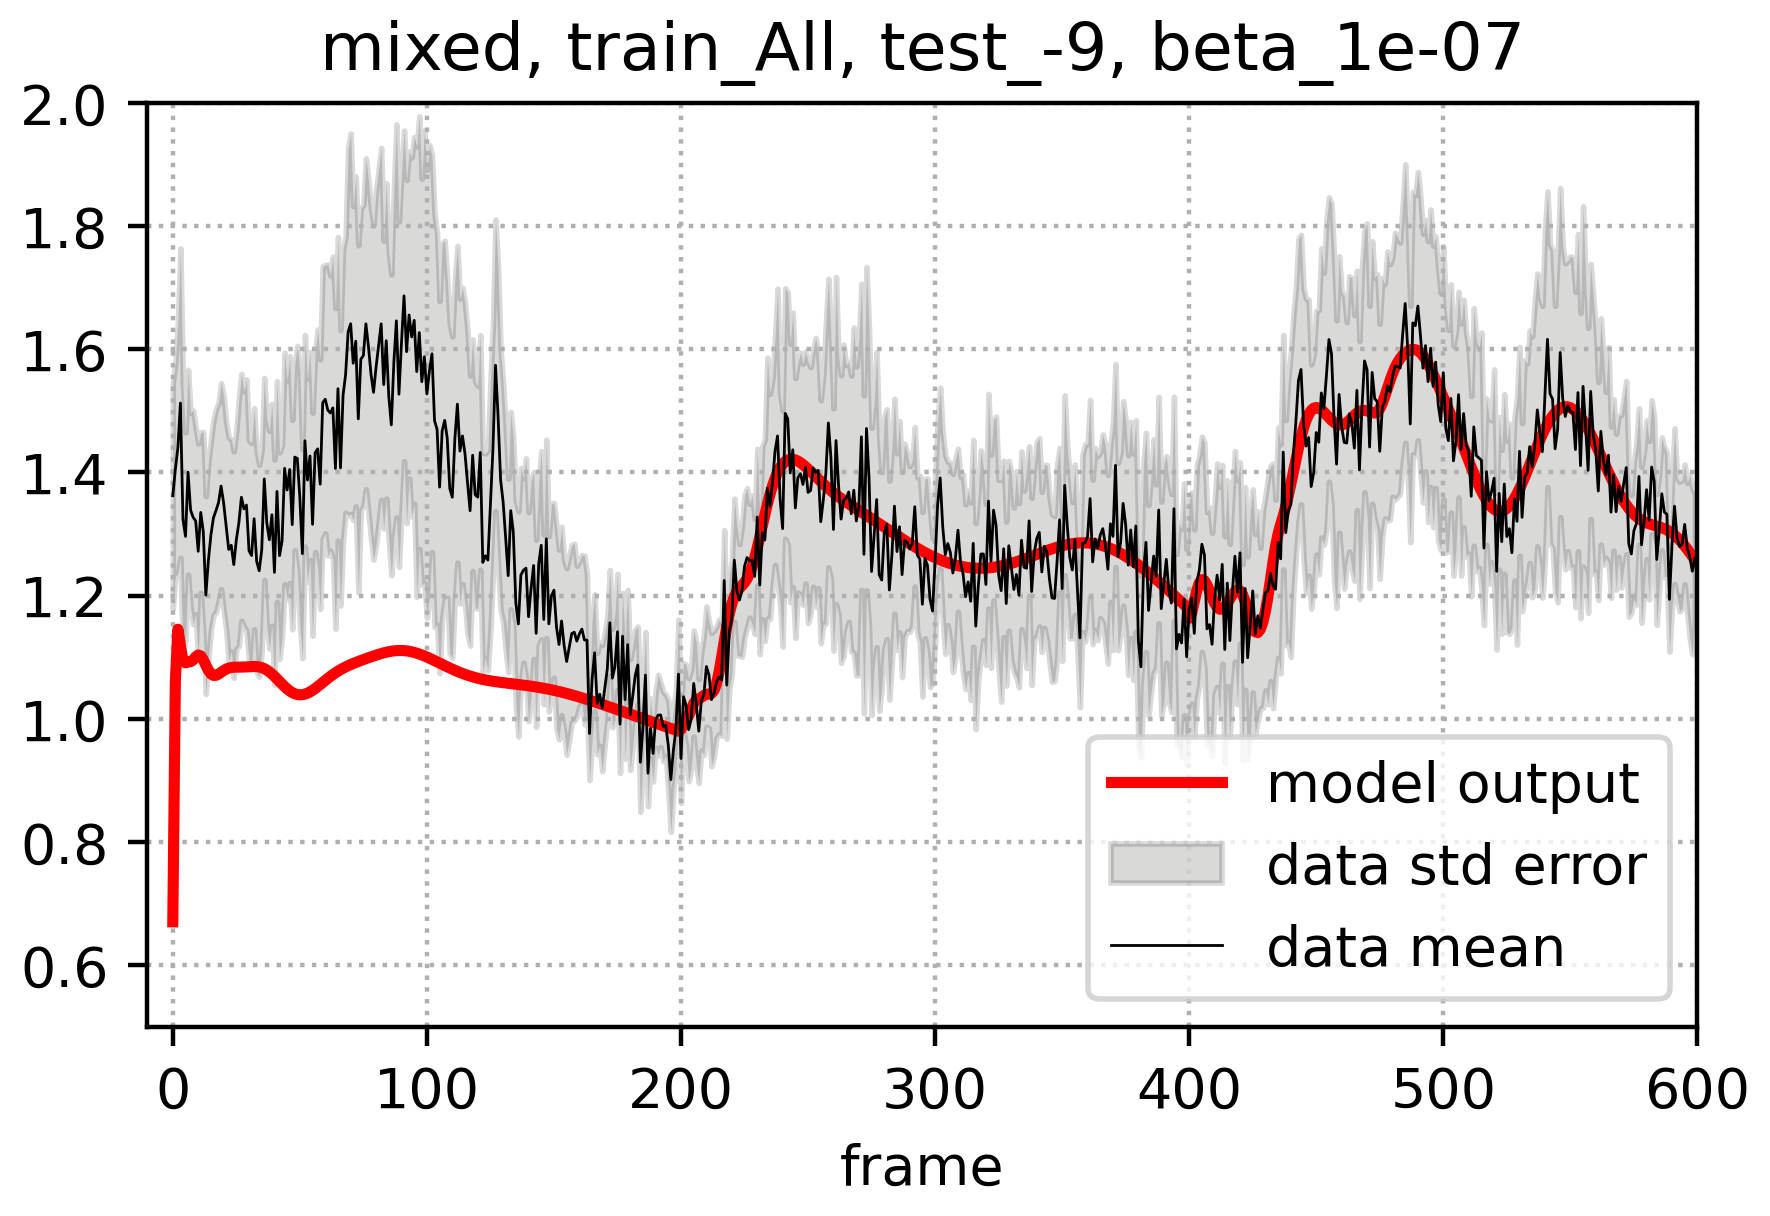 mixed, train_All, test_-9, beta_1e-07
2.0
1.8
1.6
1.4
1.2
1.0
0.8
0.6
model output
data std error
data mean
0 100 200 300 400 500 600
frame